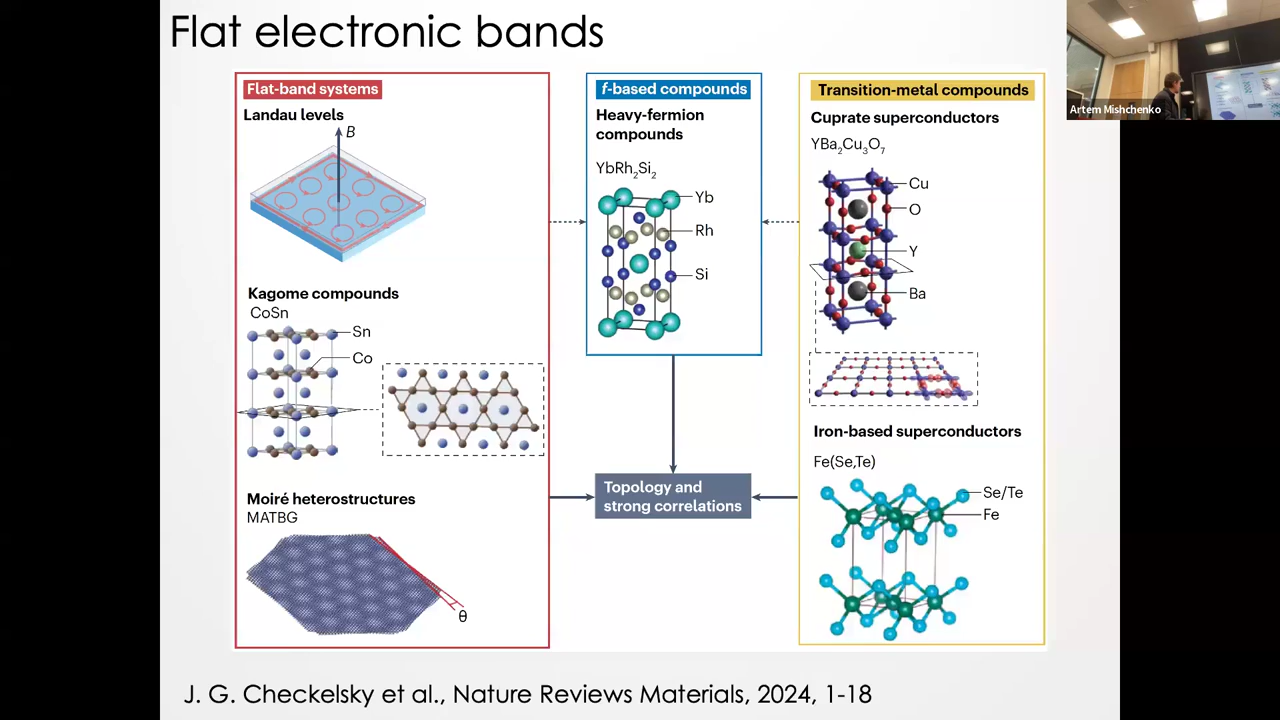 Flat electronic bands
Artem Mishchenko
Flat-band systems
Landau levels
B
Kagome compounds
CoSn
Sn
Co
Moiré heterostructures
MATBG
θ
f-based compounds
Heavy-fermion
compounds
YbRh₂Si₂
Yb
Rh
Si
Topology and
strong correlations
Transition-metal compounds
Cuprate superconductors
YBa₂Cu₃O₇
Cu
O
Y
Ba
Iron-based superconductors
Fe(Se,Te)
Se/Te
Fe
J. G. Checkelsky et al., Nature Reviews Materials, 2024, 1-18